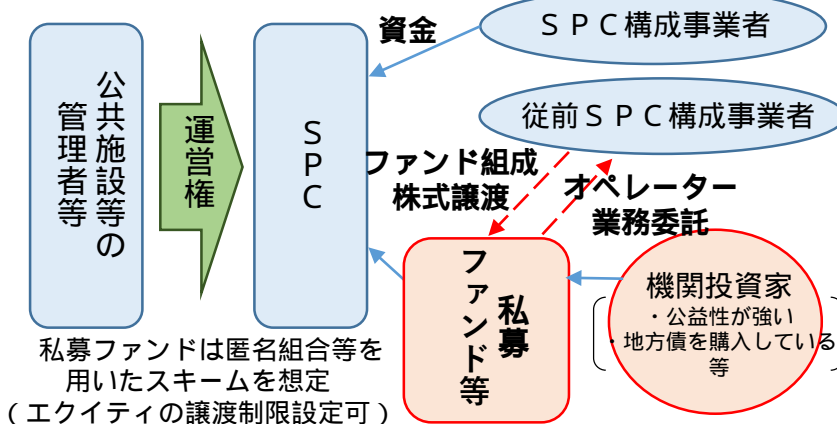 公共施設等の
管理者等
運営権
ＳＰＣ
資金
ＳＰＣ構成事業者
従前ＳＰＣ構成事業者
ファンド組成
株式譲渡
オペレーター
業務委託
私募
ファンド等
機関投資家
・公益性が強い
・地方債を購入している
等
私募ファンドは匿名組合等を
用いたスキームを想定
（エクイティの譲渡制限設定可）